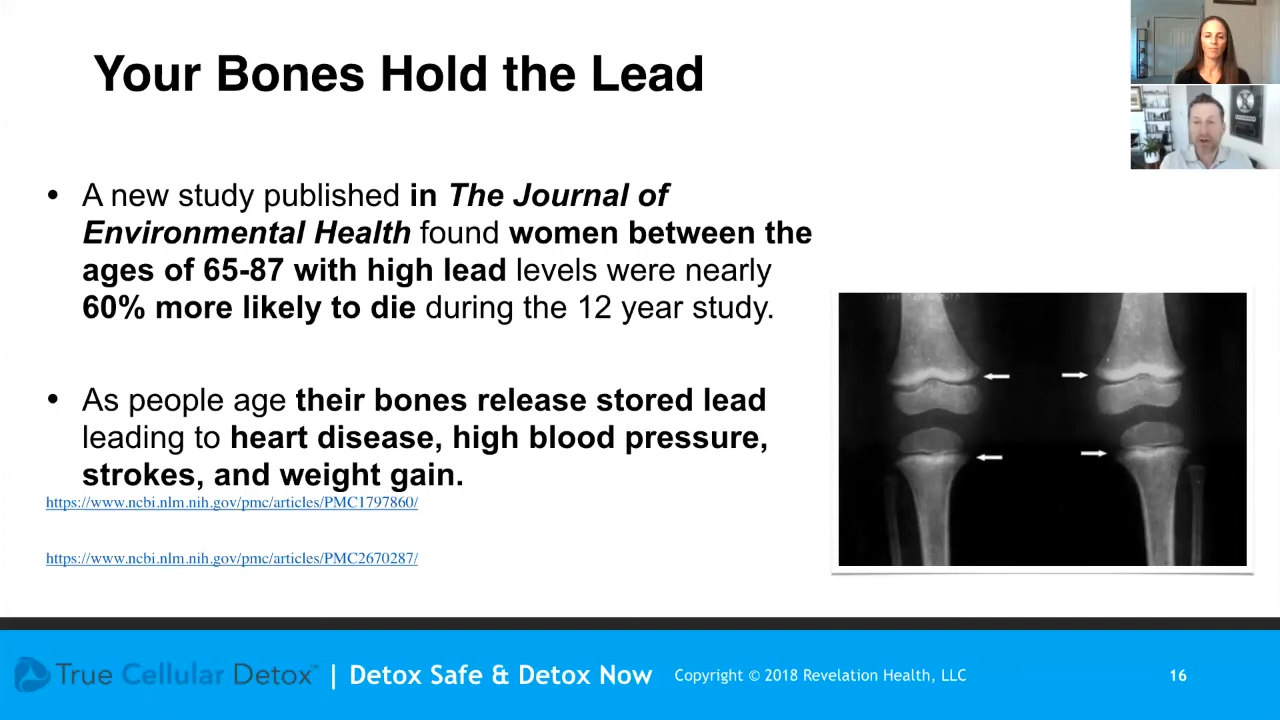 Your Bones Hold the Lead
• A new study published in The Journal of
Environmental Health found women between the
ages of 65-87 with high lead levels were nearly
60% more likely to die during the 12 year study.
• As people age their bones release stored lead
leading to heart disease, high blood pressure,
strokes, and weight gain.
https://www.ncbi.nlm.nih.gov/pmc/articles/PMC1797860/
https://www.ncbi.nlm.nih.gov/pmc/articles/PMC2670287/
True Cellular Detox™ | Detox Safe & Detox Now Copyright © 2018 Revelation Health, LLC 16